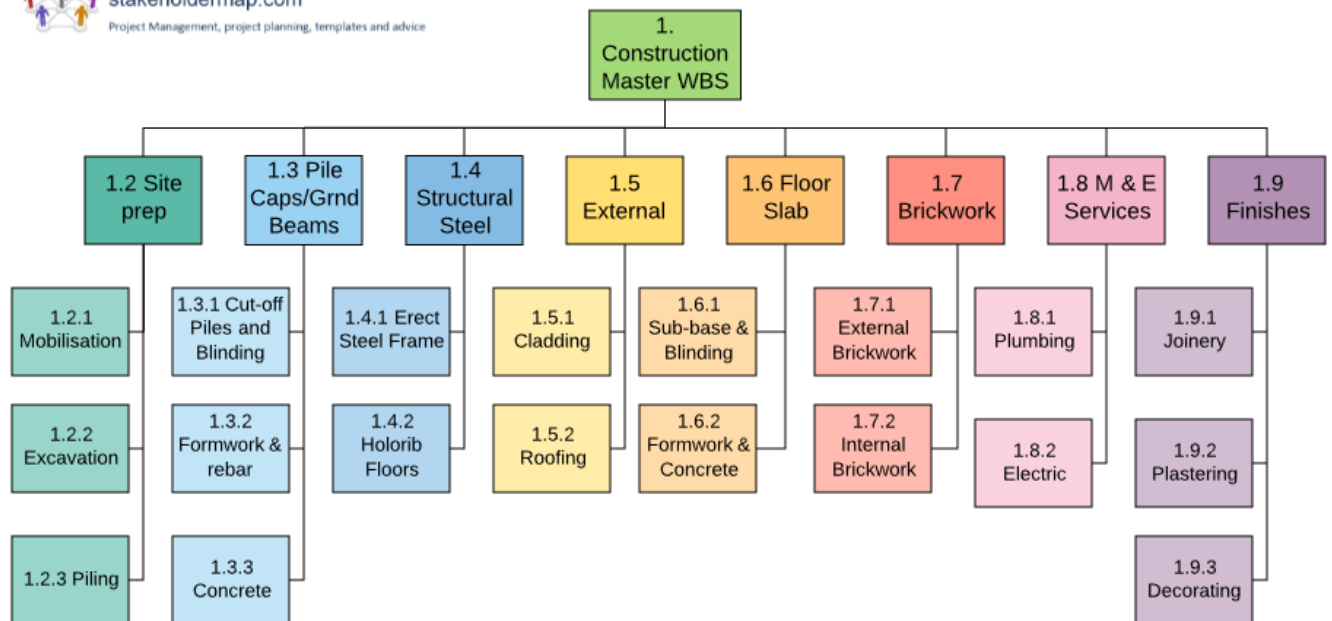 stakeholdermap.com
Project Management, project planning, templates and advice
1.
Construction
Master WBS
1.2 Site
prep
1.3 Pile
Caps/Grnd
Beams
1.4
Structural
Steel
1.5
External
1.6 Floor
Slab
1.7
Brickwork
1.8 M & E
Services
1.9
Finishes
1.2.1
Mobilisation
1.3.1 Cut-off
Piles and
Blinding
1.4.1 Erect
Steel Frame
1.5.1
Cladding
1.6.1
Sub-base &
Blinding
1.7.1
External
Brickwork
1.8.1
Plumbing
1.9.1
Joinery
1.2.2
Excavation
1.3.2
Formwork &
rebar
1.4.2
Holorib
Floors
1.5.2
Roofing
1.6.2
Formwork &
Concrete
1.7.2
Internal
Brickwork
1.8.2
Electric
1.9.2
Plastering
1.2.3 Piling
1.3.3
Concrete
1.9.3
Decorating